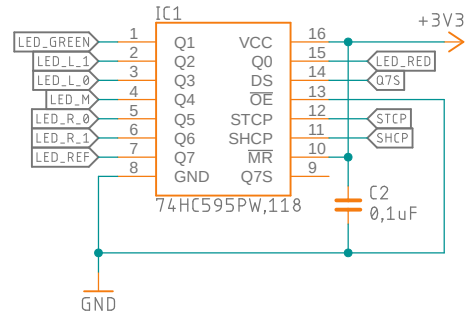 IC1
+3V3
LED_GREEN 1 Q1 VCC 16
LED_L_1 2 Q2 Q0 15 LED_RED
LED_L_0 3 Q3 DS 14 Q7S
LED_M 4 Q4 OE 13
LED_R_0 5 Q5 STCP 12 STCP
LED_R_1 6 Q6 SHCP 11 SHCP
LED_REF 7 Q7 MR 10
8 GND Q7S 9
74HC595PW,118
C2
0,1uF
GND